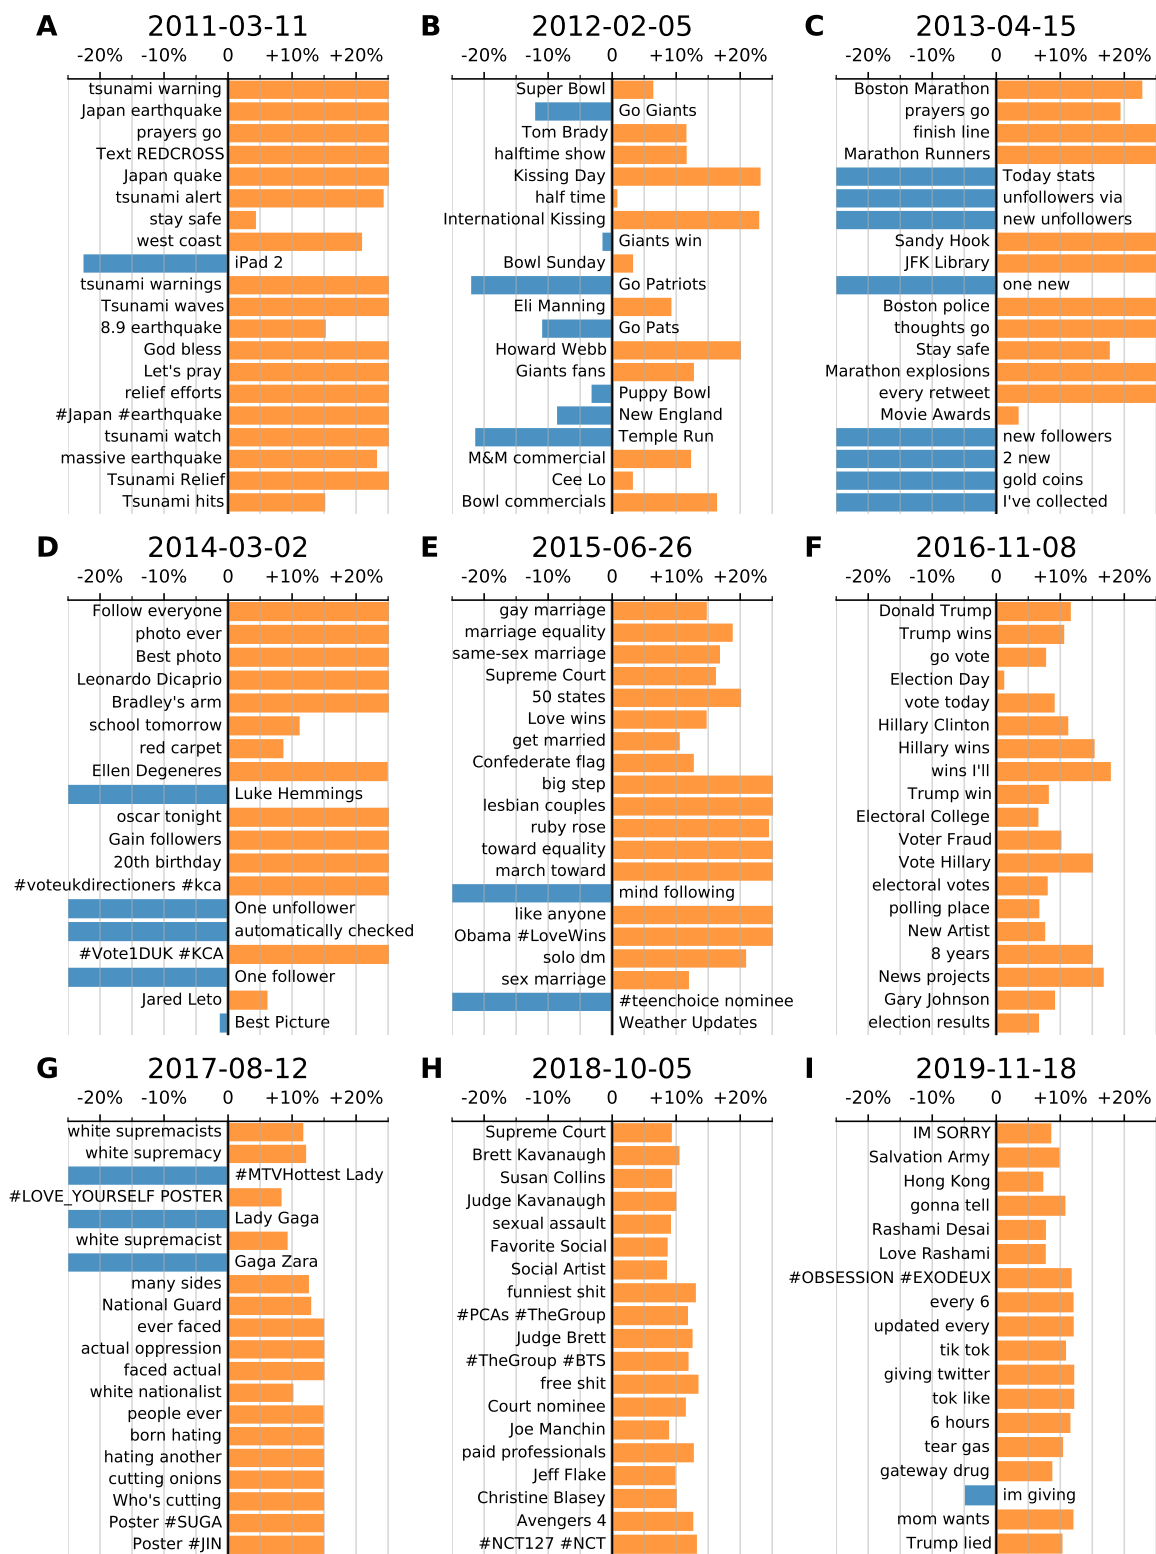 A 2011-03-11
-20% -10% 0 +10% +20%
tsunami warning
Japan earthquake
prayers go
Text REDCROSS
Japan quake
tsunami alert
stay safe
west coast
iPad 2
tsunami warnings
Tsunami waves
8.9 earthquake
God bless
Let's pray
relief efforts
#Japan #earthquake
tsunami watch
massive earthquake
Tsunami Relief
Tsunami hits
B 2012-02-05
-20% -10% 0 +10% +20%
Super Bowl
Go Giants
Tom Brady
halftime show
Kissing Day
half time
International Kissing
Giants win
Bowl Sunday
Go Patriots
Eli Manning
Go Pats
Howard Webb
Giants fans
Puppy Bowl
New England
Temple Run
M&M commercial
Cee Lo
Bowl commercials
C 2013-04-15
-20% -10% 0 +10% +20%
Boston Marathon
prayers go
finish line
Marathon Runners
Today stats
unfollowers via
new unfollowers
Sandy Hook
JFK Library
one new
Boston police
thoughts go
Stay safe
Marathon explosions
every retweet
Movie Awards
new followers
2 new
gold coins
I've collected
D 2014-03-02
-20% -10% 0 +10% +20%
Follow everyone
photo ever
Best photo
Leonardo Dicaprio
Bradley's arm
school tomorrow
red carpet
Ellen Degeneres
Luke Hemmings
oscar tonight
Gain followers
20th birthday
#voteukdirectioners #kca
One unfollower
automatically checked
#Vote1DUK #KCA
One follower
Jared Leto
Best Picture
E 2015-06-26
-20% -10% 0 +10% +20%
gay marriage
marriage equality
same-sex marriage
Supreme Court
50 states
Love wins
get married
Confederate flag
big step
lesbian couples
ruby rose
toward equality
march toward
mind following
like anyone
Obama #LoveWins
solo dm
sex marriage
#teenchoice nominee
Weather Updates
F 2016-11-08
-20% -10% 0 +10% +20%
Donald Trump
Trump wins
go vote
Election Day
vote today
Hillary Clinton
Hillary wins
wins I'll
Trump win
Electoral College
Voter Fraud
Vote Hillary
electoral votes
polling place
New Artist
8 years
News projects
Gary Johnson
election results
G 2017-08-12
-20% -10% 0 +10% +20%
white supremacists
white supremacy
#MTVHottest Lady
#LOVE_YOURSELF POSTER
Lady Gaga
white supremacist
Gaga Zara
many sides
National Guard
ever faced
actual oppression
faced actual
white nationalist
people ever
born hating
hating another
cutting onions
Who's cutting
Poster #SUGA
Poster #JIN
H 2018-10-05
-20% -10% 0 +10% +20%
Supreme Court
Brett Kavanaugh
Susan Collins
Judge Kavanaugh
sexual assault
Favorite Social
Social Artist
funniest shit
#PCAs #TheGroup
Judge Brett
#TheGroup #BTS
free shit
Court nominee
Joe Manchin
paid professionals
Jeff Flake
Christine Blasey
Avengers 4
#NCT127 #NCT
I 2019-11-18
-20% -10% 0 +10% +20%
IM SORRY
Salvation Army
Hong Kong
gonna tell
Rashami Desai
Love Rashami
#OBSESSION #EXODEUX
every 6
updated every
tik tok
giving twitter
tok like
6 hours
tear gas
gateway drug
im giving
mom wants
Trump lied